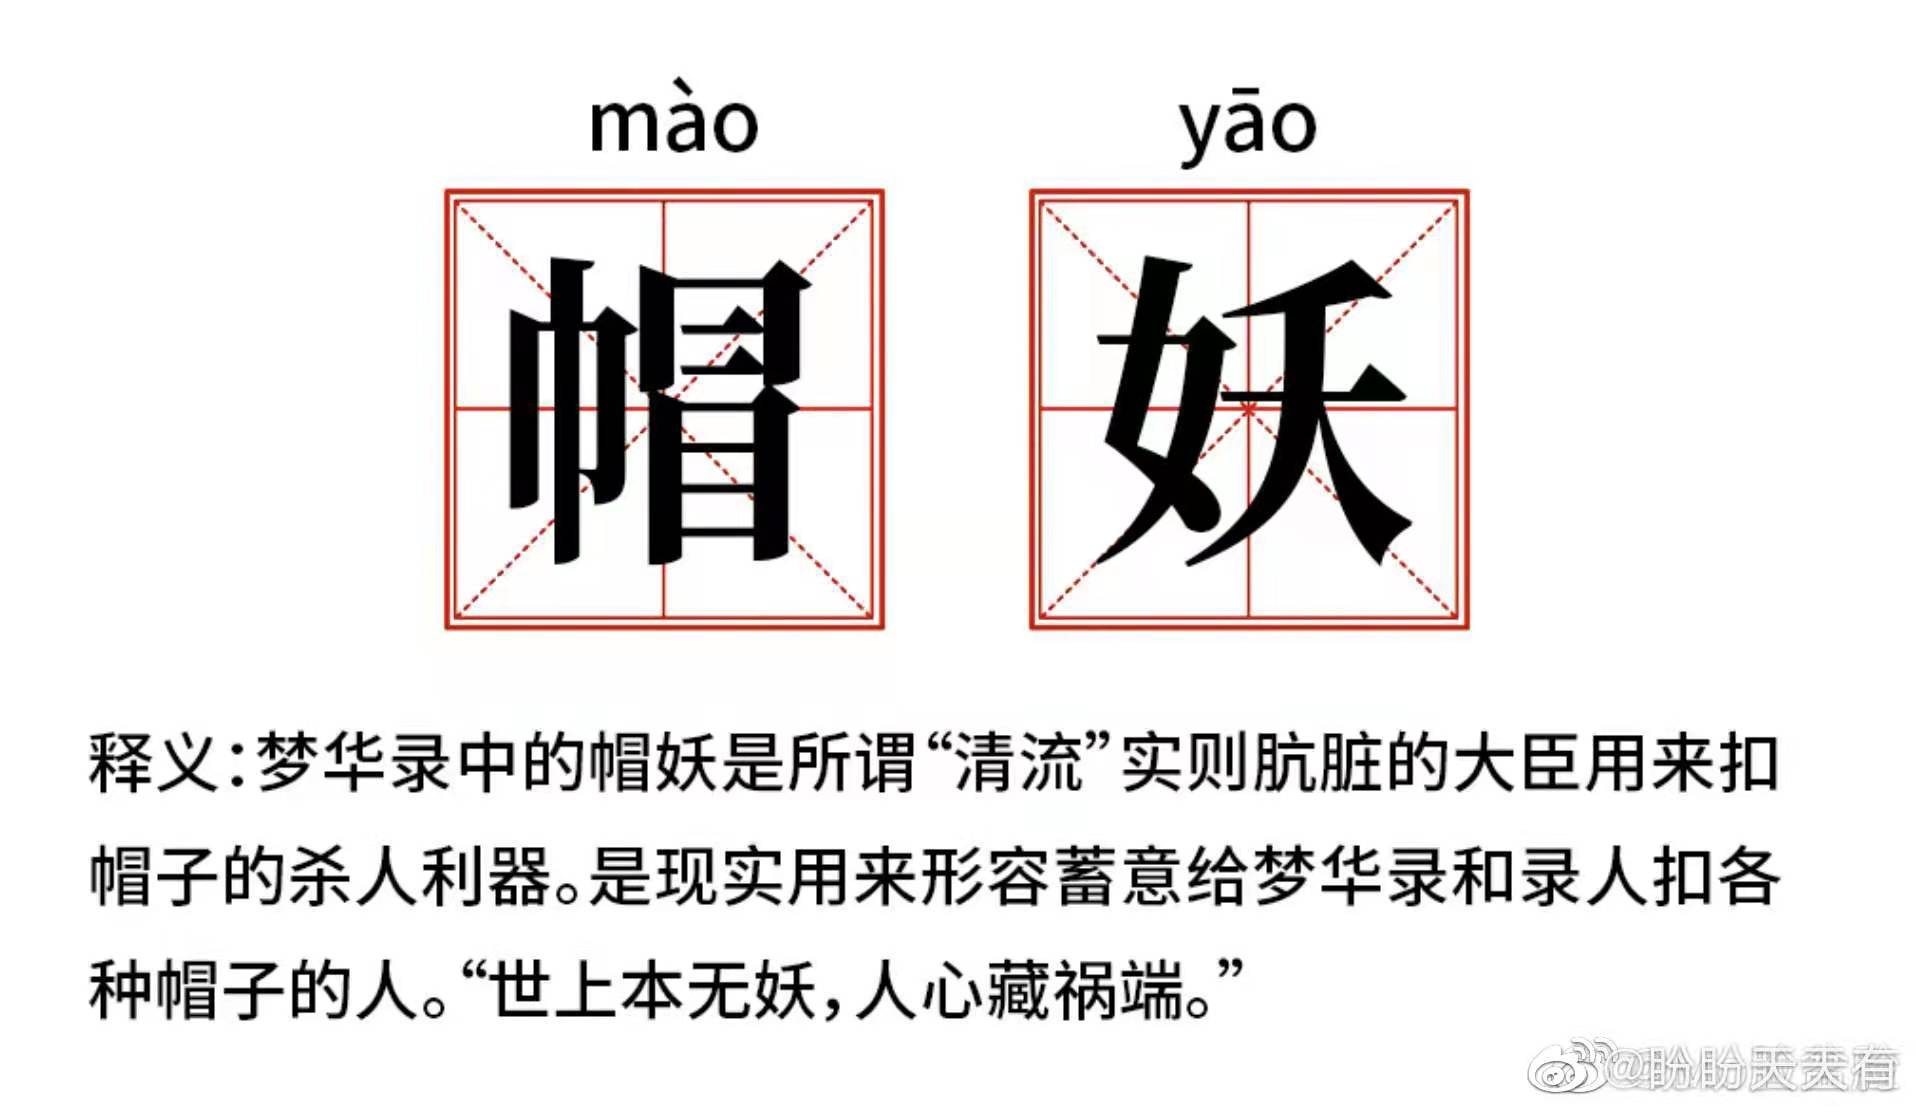 mào yāo
帽妖
释义：梦华录中的帽妖是所谓“清流”实则肮脏的大臣用来扣
帽子的杀人利器。是现实用来形容蓄意给梦华录和录人扣各
种帽子的人。“世上本无妖，人心藏祸端。”
@盼盼天天有